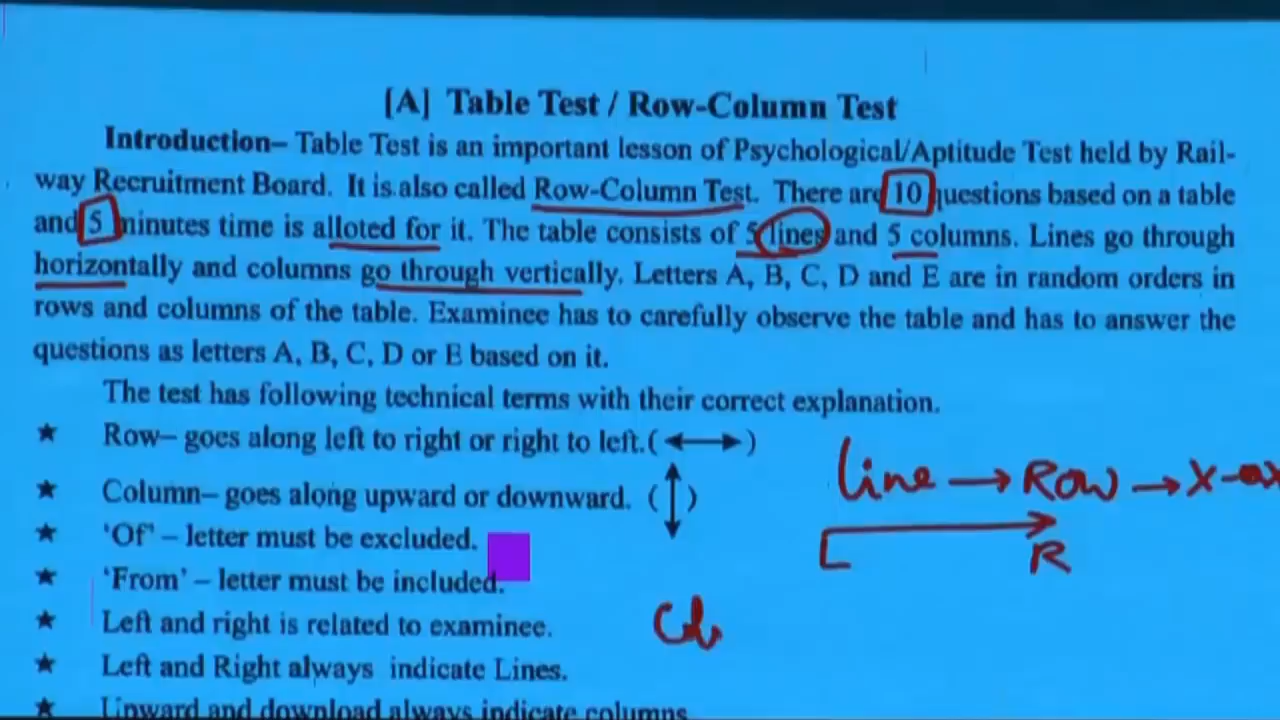 [A] Table Test / Row-Column Test
Introduction– Table Test is an important lesson of Psychological/Aptitude Test held by Rail-
way Recruitment Board. It is also called Row-Column Test. There are 10 questions based on a table
and 5 minutes time is alloted for it. The table consists of 5 lines and 5 columns. Lines go through
horizontally and columns go through vertically. Letters A, B, C, D and E are in random orders in
rows and columns of the table. Examinee has to carefully observe the table and has to answer the
questions as letters A, B, C, D or E based on it.
The test has following technical terms with their correct explanation.
★ Row– goes along left to right or right to left.(↔)
★ Column– goes along upward or downward. (↕)
line → Row → X-ax
★ 'Of' – letter must be excluded.
L R
★ 'From' – letter must be included.
★ Left and right is related to examinee.
★ Left and Right always indicate Lines.
★ Upward and download always indicate columns.